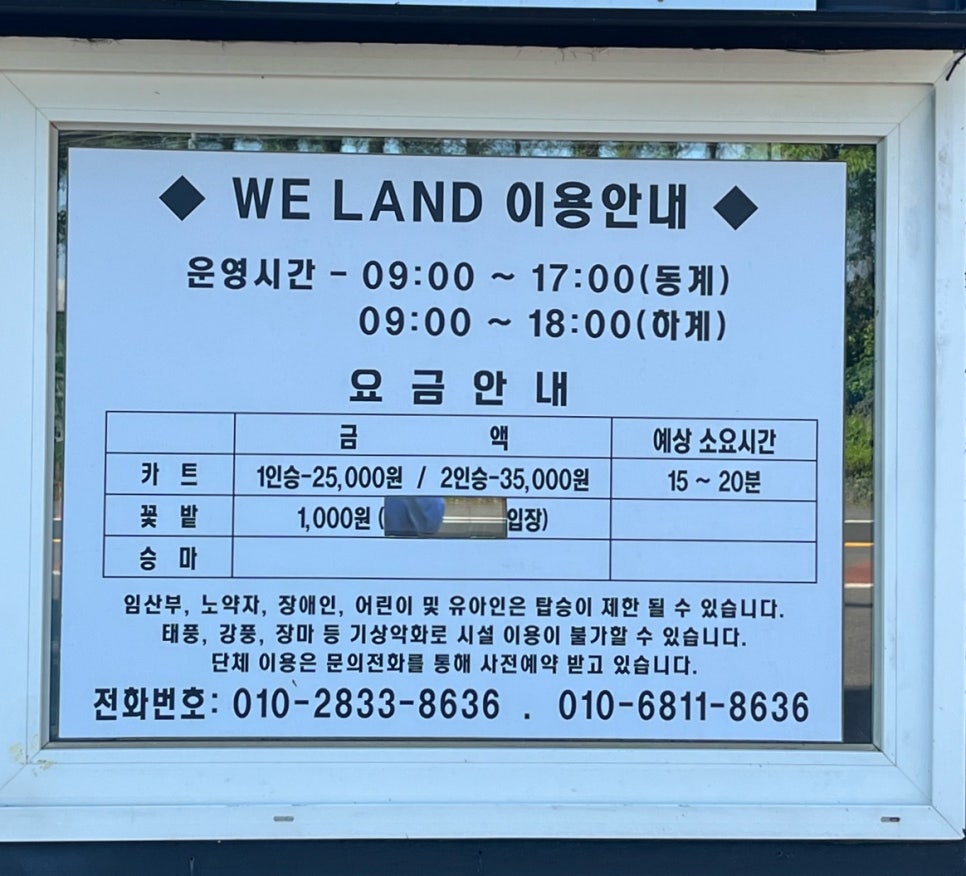 ◆ WE LAND 이용안내 ◆
운영시간 - 09:00 ~ 17:00(동계)
09:00 ~ 18:00(하계)
요 금 안 내
금 액 예상 소요시간
카 트 1인승-25,000원 / 2인승-35,000원 15 ~ 20분
꽃 밭 1,000원 ( 입장)
승 마
임산부, 노약자, 장애인, 어린이 및 유아인은 탑승이 제한 될 수 있습니다.
태풍, 강풍, 장마 등 기상악화로 시설 이용이 불가할 수 있습니다.
단체 이용은 문의전화를 통해 사전예약 받고 있습니다.
전화번호: 010-2833-8636 . 010-6811-8636